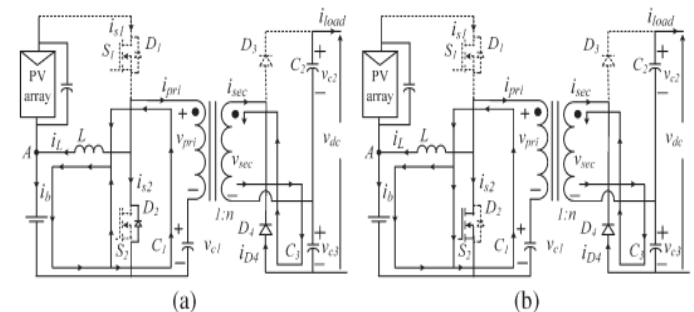 i_s1
S_1
D_1
PV
array
i_pri
i_sec
v_pri
v_sec
A
i_L
L
i_b
i_s2
D_2
S_2
C_1
v_c1
1:n
D_3
i_load
C_2
v_c2
v_dc
D_4
i_D4
C_3
v_c3
+
−
+
−
+
−
+
−
(a)
i_s1
S_1
D_1
PV
array
i_pri
i_sec
v_pri
v_sec
A
i_L
L
i_b
i_s2
D_2
S_2
C_1
v_c1
1:n
D_3
i_load
C_2
v_c2
v_dc
D_4
i_D4
C_3
v_c3
+
−
+
−
+
−
+
−
(b)